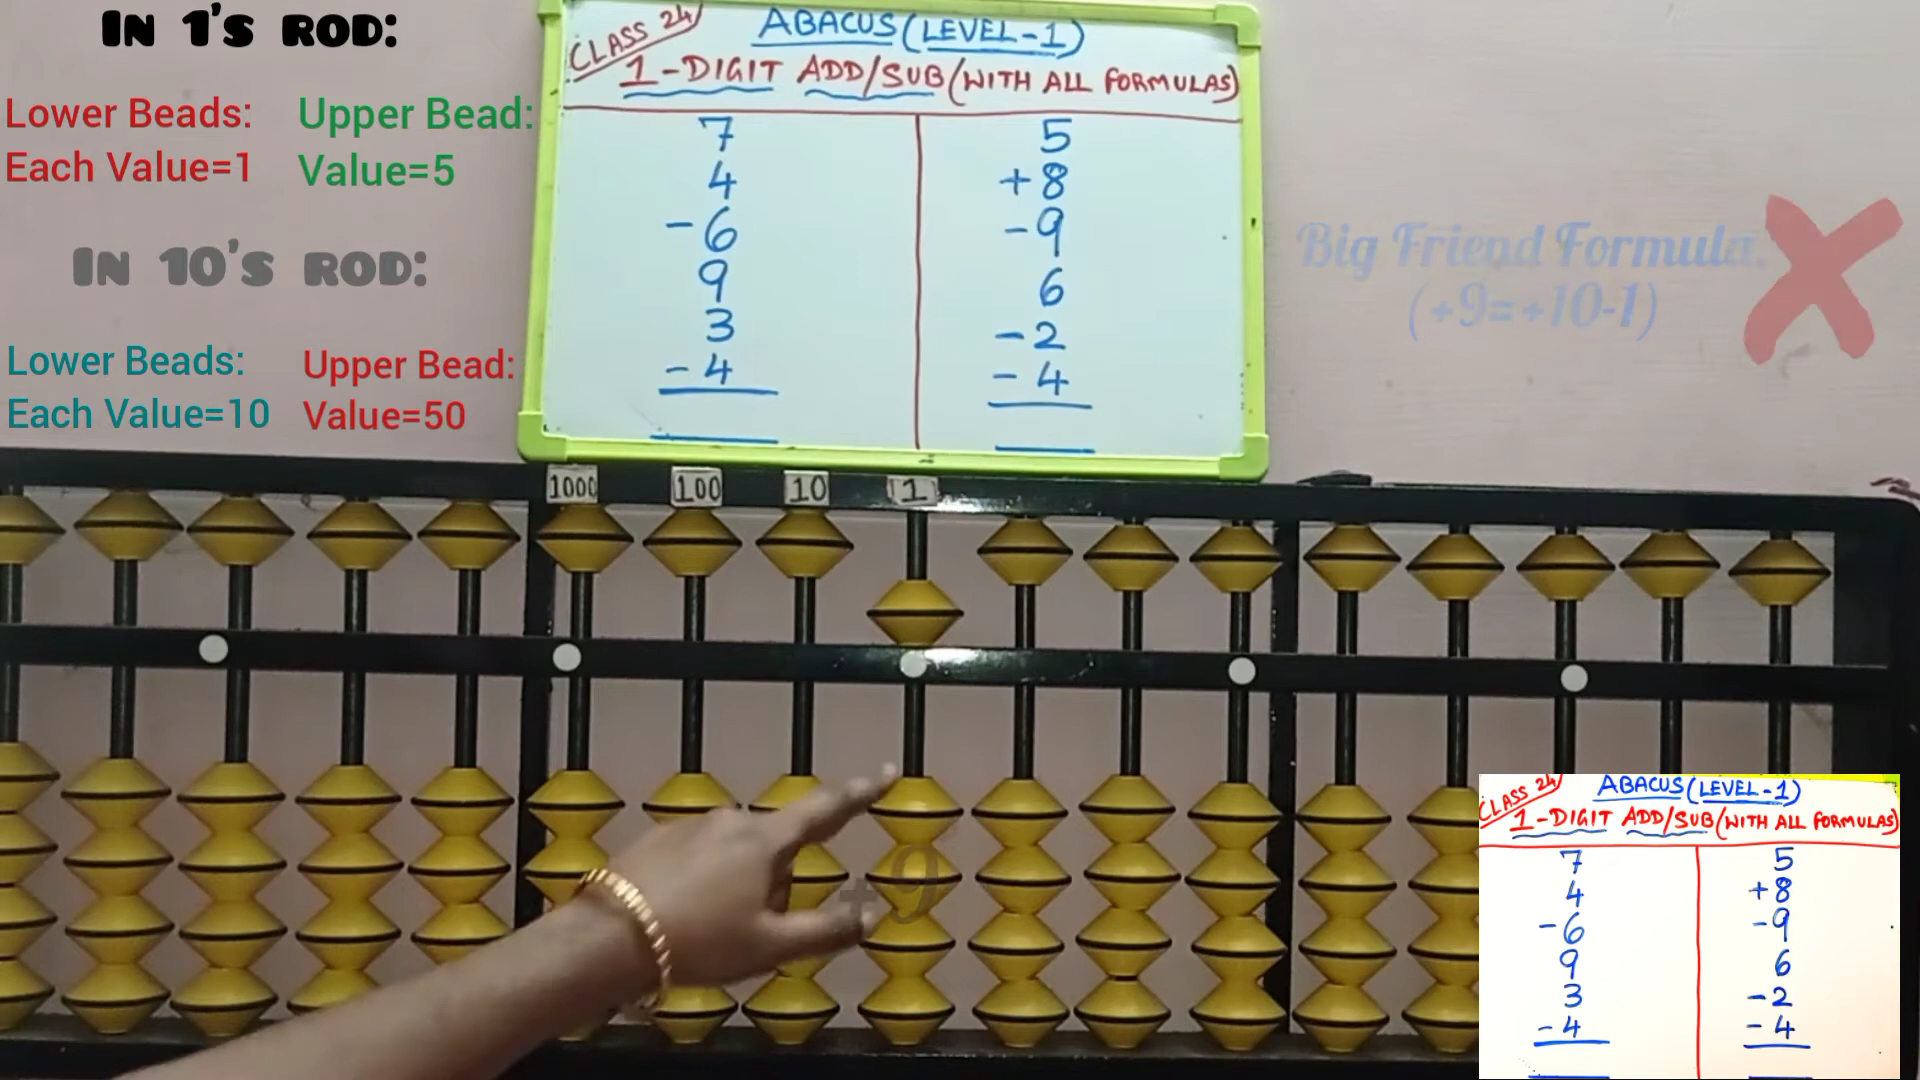 IN 1'S ROD:
Lower Beads: Upper Bead:
Each Value=1 Value=5
IN 10'S ROD:
Lower Beads: Upper Bead:
Each Value=10 Value=50
CLASS 24
ABACUS (LEVEL-1)
1-DIGIT ADD/SUB (WITH ALL FORMULAS)
7
4
-6
9
3
-4
5
+8
-9
6
-2
-4
Big Friend Formula.
(+9=+10-1)
1000 100 10 1
+9
CLASS 24
ABACUS (LEVEL-1)
1-DIGIT ADD/SUB (WITH ALL FORMULAS)
7
4
-6
9
3
-4
5
+8
-9
6
-2
-4